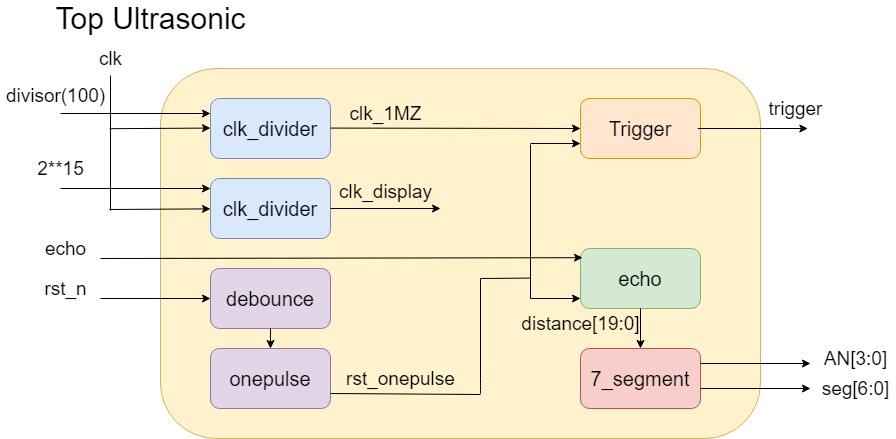 Top Ultrasonic
clk
divisor(100)
clk_divider
clk_1MZ
Trigger
trigger
2**15
clk_divider
clk_display
echo
echo
rst_n
debounce
distance[19:0]
onepulse
rst_onepulse
7_segment
AN[3:0]
seg[6:0]